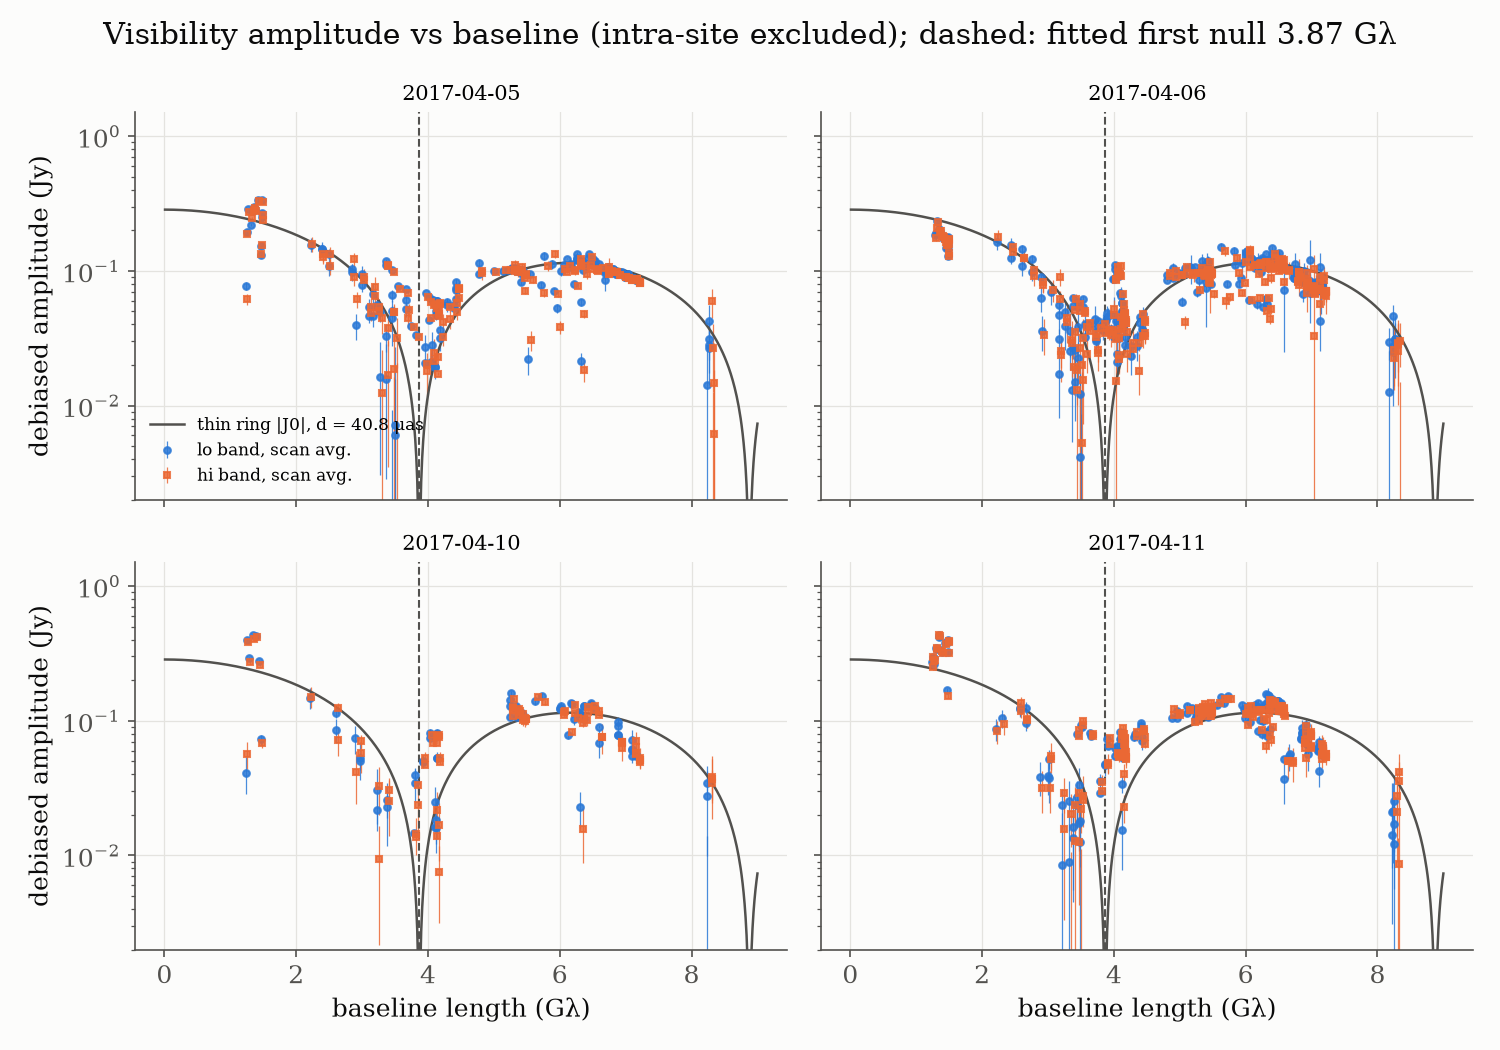 Visibility amplitude vs baseline (intra-site excluded); dashed: fitted first null 3.87 Gλ
2017-04-05
2017-04-06
debiased amplitude (Jy)
10⁰
10⁻¹
10⁻²
thin ring |J0|, d = 40.8 μas
lo band, scan avg.
hi band, scan avg.
2017-04-10
2017-04-11
debiased amplitude (Jy)
10⁰
10⁻¹
10⁻²
0 2 4 6 8
0 2 4 6 8
baseline length (Gλ)
baseline length (Gλ)